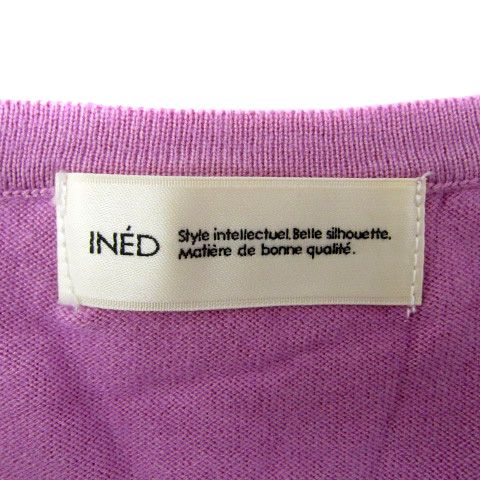 INÉD
Style intellectuel. Belle silhouette.
Matière de bonne qualité.